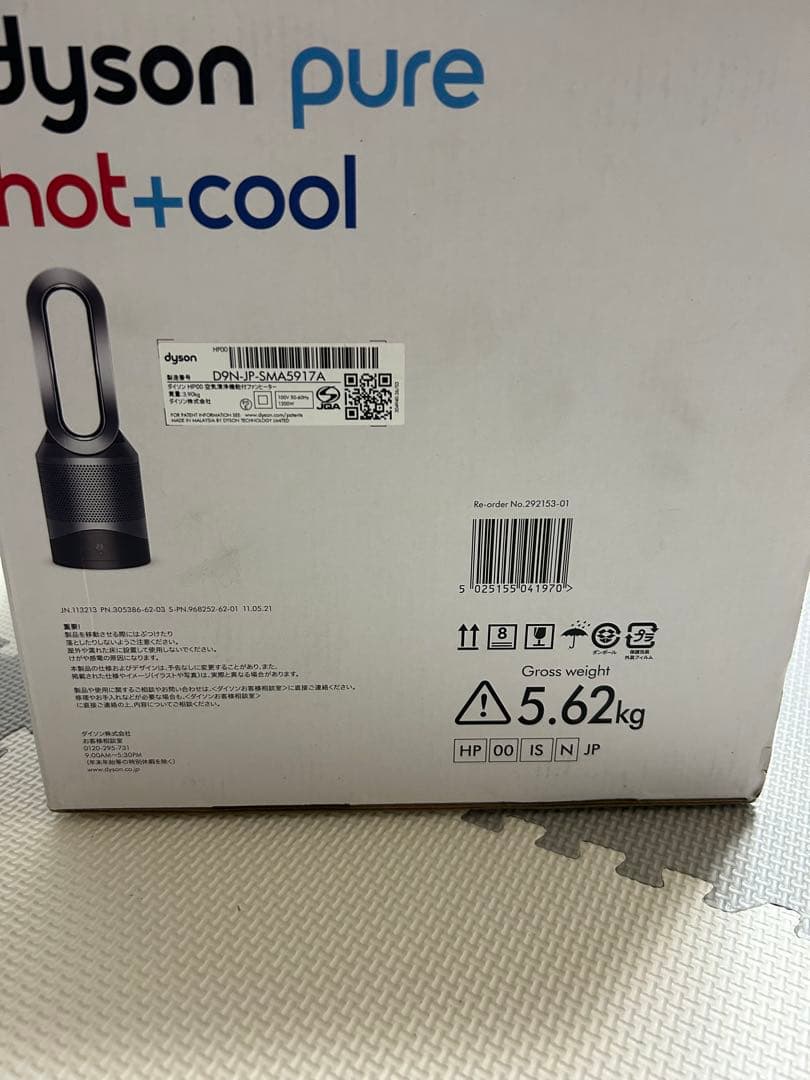 dyson pure
hot+cool
dyson
HP00
製造番号 D9N-JP-SMA5917A
ダイソン HP00 空気清浄機能付ファンヒーター
質量:3.90kg
ダイソン株式会社
100V 50-60Hz
1200W
JQA
FOR PATENT INFORMATION SEE: www.dyson.com/patents
MADE IN MALAYSIA BY DYSON TECHNOLOGY LIMITED
Re-order No.292153-01
5 025155 041970 >
JN.113213 PN.305386-62-03 S-PN.968252-62-01 11.05.21
重要!
製品を移動させる際にはぶつけたり
落としたりしないようご注意ください。
屋外や濡れた床に設置して使用しないでください。
けがや感電の原因になります。
本製品の仕様およびデザインは、予告なしに変更することがあり、また、
掲載された仕様やイメージ(イラストや写真)は、実際と異なる場合があります。
製品や使用に関するご相談やお問い合わせは、<ダイソンお客様相談室>に直接ご連絡ください。
修理やお手入れなどが必要な場合も、<ダイソンお客様相談室>
に直接ご連絡の上、内容についてご相談ください。
8
ダンボール
保護包装
外装フィルム
Gross weight
5.62kg
HP 00 IS N JP
ダイソン株式会社
お客様相談室
0120-295-731
9:00AM~5:30PM
(年末年始等の特別休暇を除く)
www.dyson.co.jp